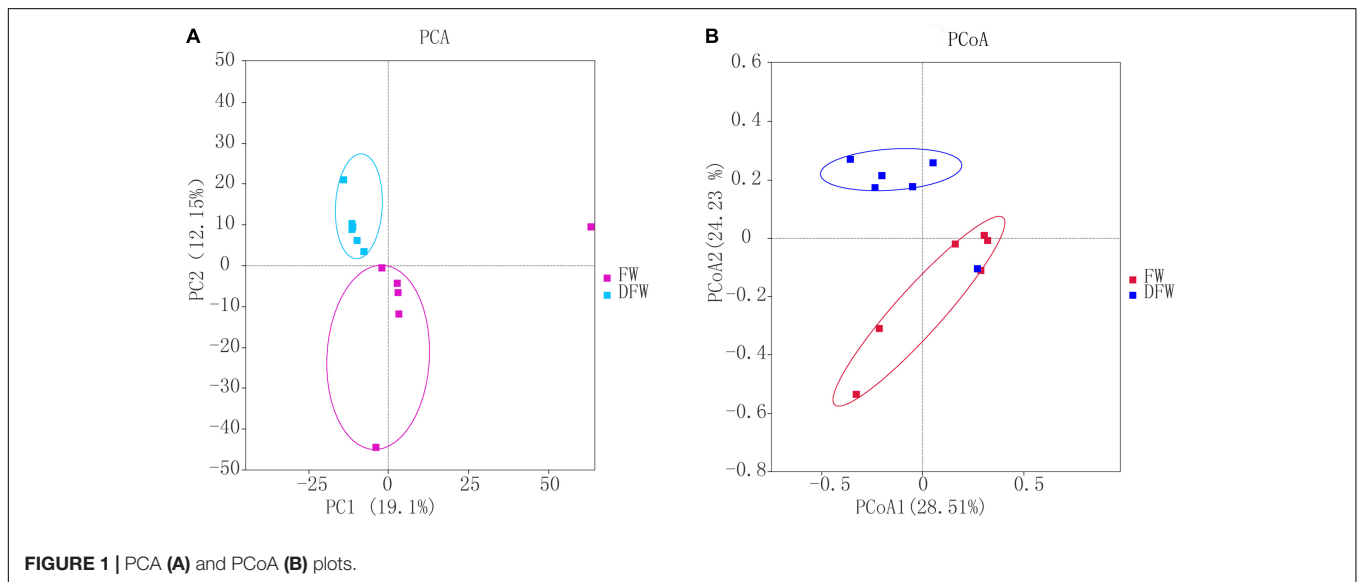 A
PCA
50
40
30
20
10
0
−10
−20
−30
−40
−50
PC2 (12.15%)
−25
0
25
50
PC1 (19.1%)
FW
DFW
B
PCoA
0.6
0.4
0.2
0
−0.2
−0.4
−0.6
−0.8
PCoA2(24.23 %)
−0.5
0
0.5
PCoA1(28.51%)
FW
DFW
FIGURE 1 | PCA (A) and PCoA (B) plots.